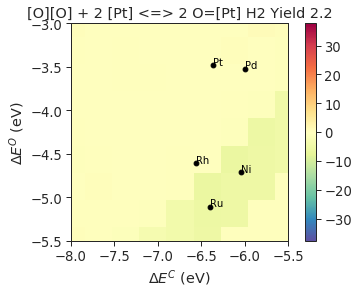 [O][O] + 2 [Pt] <=> 2 O=[Pt] H2 Yield 2.2
−3.0
−3.5
−4.0
−4.5
−5.0
−5.5
ΔE^O (eV)
Pt
Pd
Rh
Ni
Ru
−8.0 −7.5 −7.0 −6.5 −6.0 −5.5
ΔE^C (eV)
30
20
10
0
−10
−20
−30